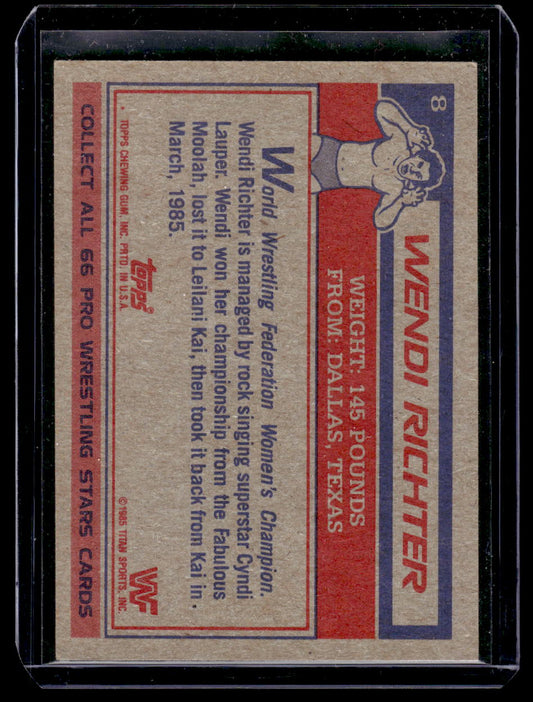 8
WENDI RICHTER
WEIGHT: 145 POUNDS
FROM: DALLAS, TEXAS
World Wrestling Federation Women's Champion.
Wendi Richter is managed by rock singing superstar Cyndi
Lauper. Wendi won her championship from the Fabulous
Moolah, lost it to Leilani Kai, then took it back from Kai in
March, 1985.
topps®
WF
* TOPPS CHEWING GUM, INC. PRTD. IN U.S.A.
©1985 TITAN SPORTS, INC.
COLLECT ALL 66 PRO WRESTLING STARS CARDS